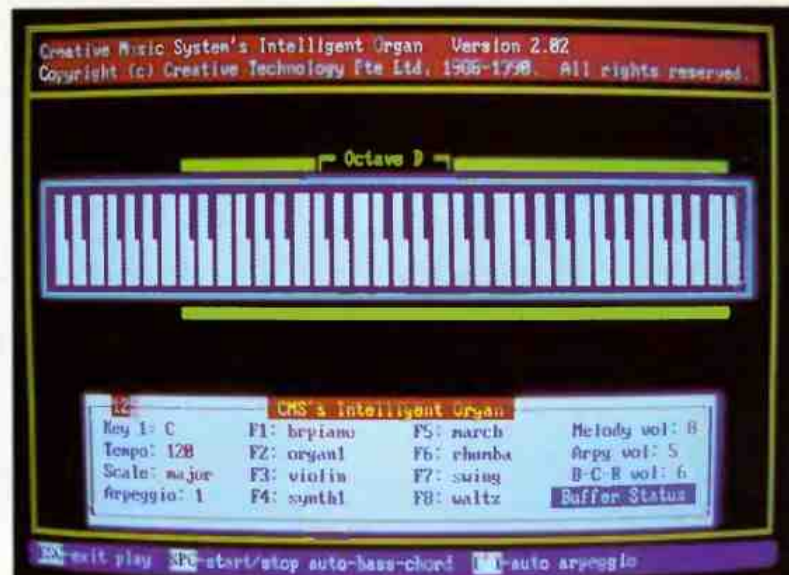 Creative Music System's Intelligent Organ Version 2.02
Copyright (c) Creative Technology Pte Ltd, 1986-1990. All rights reserved.
Octave D
CMS's Intelligent Organ
Key 1: C F1: brpiano F5: march Melody vol: 8
Tempo: 120 F2: organ1 F6: rhumba Arpy vol: 5
Scale: major F3: violin F7: swing B-C-R vol: 6
Arpeggio: 1 F4: synth1 F8: waltz Buffer Status
ESC-exit play SPC-start/stop auto-bass-chord -auto arpeggio